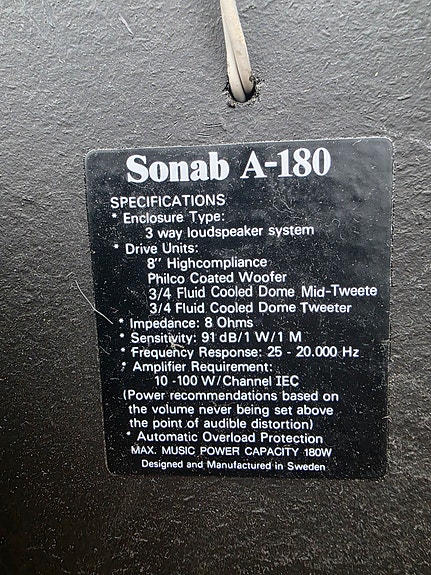 Sonab A-180
SPECIFICATIONS
* Enclosure Type:
3 way loudspeaker system
* Drive Units:
8" Highcompliance
Philco Coated Woofer
3/4 Fluid Cooled Dome Mid-Tweete
3/4 Fluid Cooled Dome Tweeter
* Impedance: 8 Ohms
* Sensitivity: 91 dB/1 W/1 M
* Frequency Response: 25 - 20.000 Hz
* Amplifier Requirement:
10 -100 W/Channel IEC
(Power recommendations based on
the volume never being set above
the point of audible distortion)
* Automatic Overload Protection
MAX. MUSIC POWER CAPACITY 180W
Designed and Manufactured in Sweden